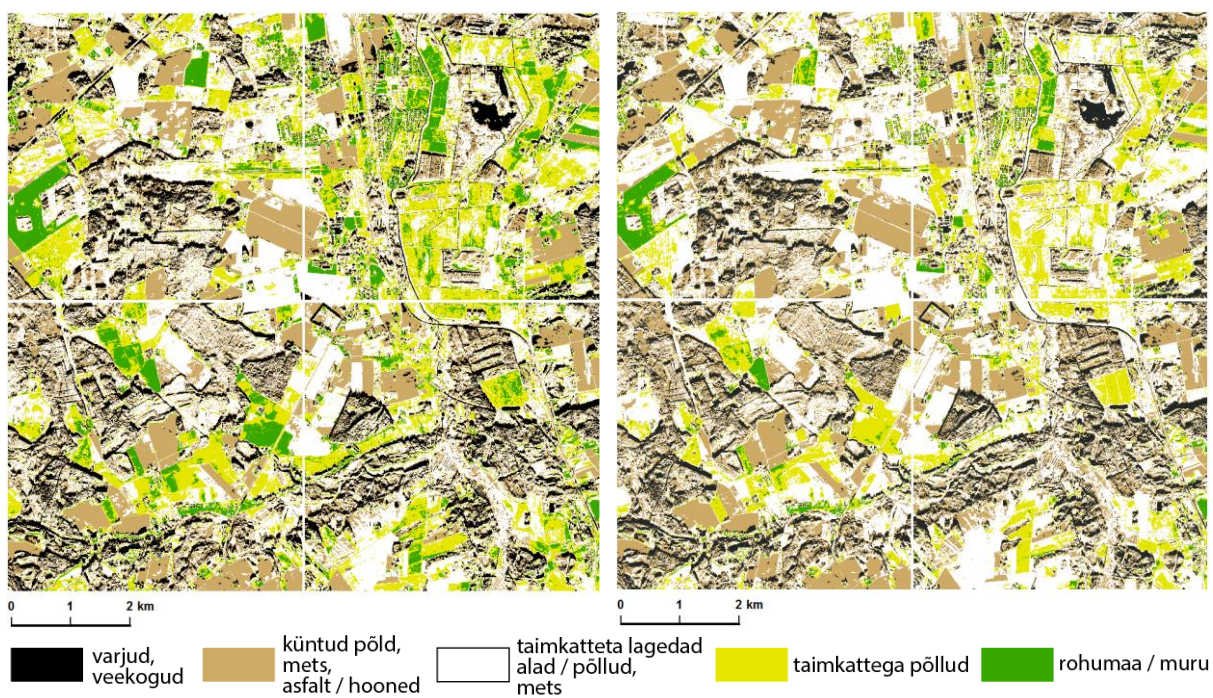 0 1 2 km
0 1 2 km
varjud,
veekogud
küntud põld,
mets,
asfalt / hooned
taimkatteta lagedad
alad / põllud,
mets
taimkattega põllud
rohumaa / muru